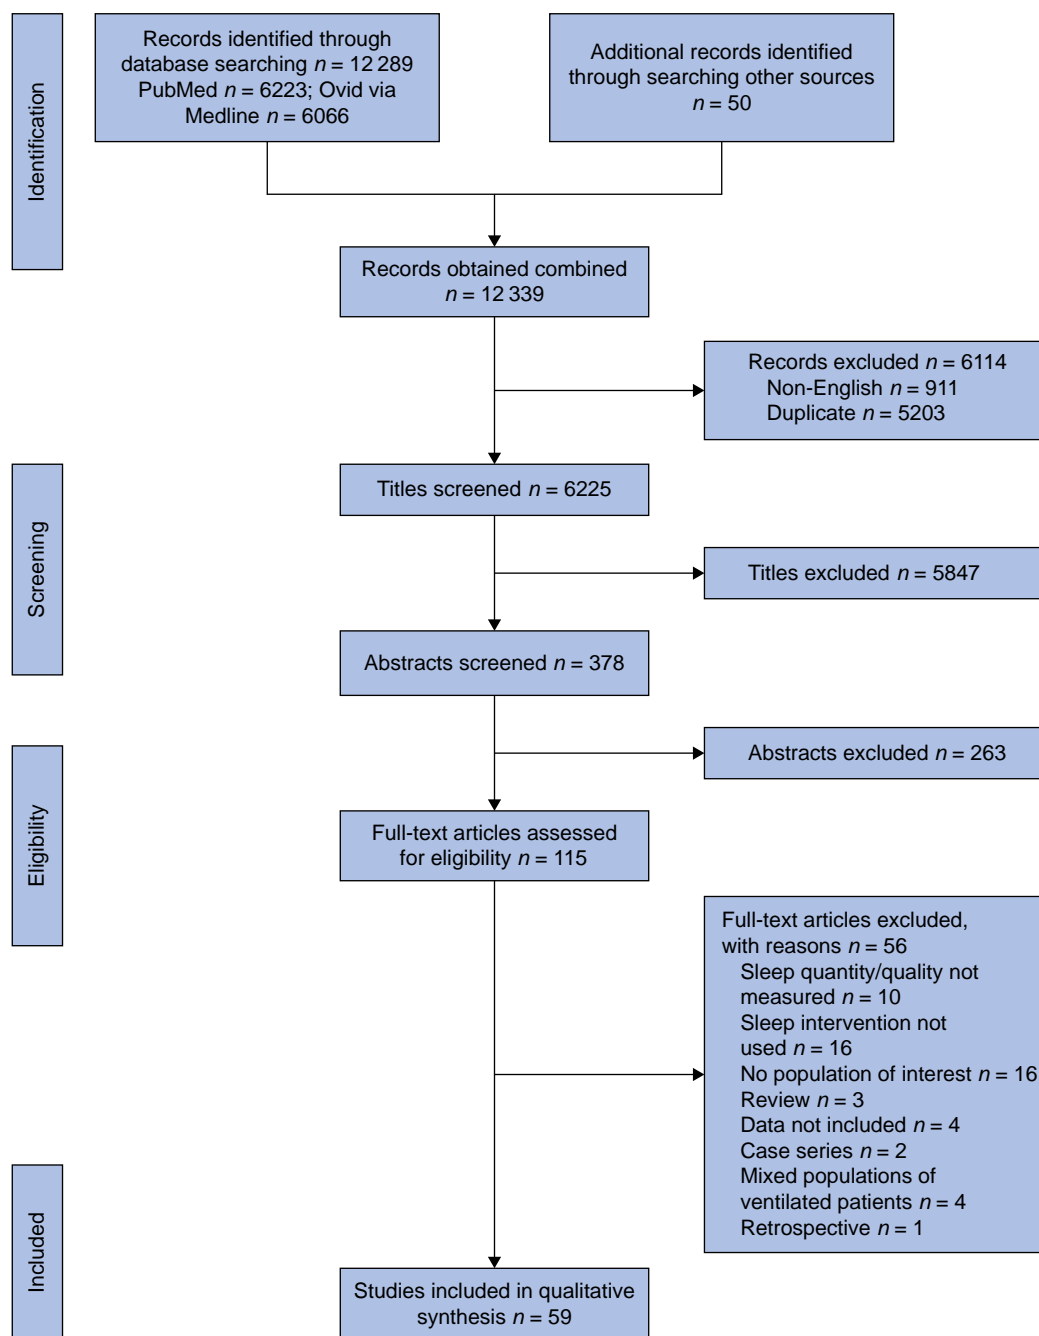 Identification
Records identified through
database searching n = 12 289
PubMed n = 6223; Ovid via
Medline n = 6066
Additional records identified
through searching other sources
n = 50
Records obtained combined
n = 12 339
Records excluded n = 6114
Non-English n = 911
Duplicate n = 5203
Screening
Titles screened n = 6225
Titles excluded n = 5847
Abstracts screened n = 378
Eligibility
Abstracts excluded n = 263
Full-text articles assessed
for eligibility n = 115
Full-text articles excluded,
with reasons n = 56
Sleep quantity/quality not
measured n = 10
Sleep intervention not
used n = 16
No population of interest n = 16
Review n = 3
Data not included n = 4
Case series n = 2
Mixed populations of
ventilated patients n = 4
Retrospective n = 1
Included
Studies included in qualitative
synthesis n = 59